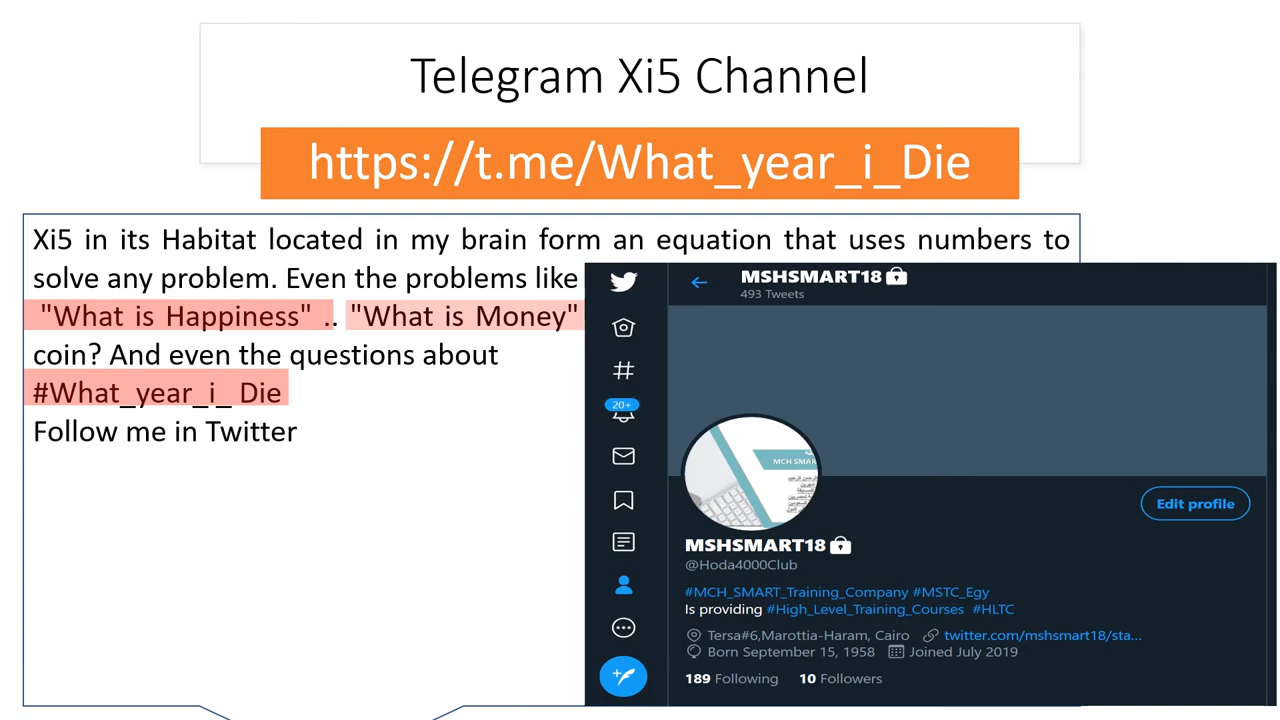 Telegram Xi5 Channel
https://t.me/What_year_i_Die
Xi5 in its Habitat located in my brain form an equation that uses numbers to
solve any problem. Even the problems like
"What is Happiness" .. "What is Money"
coin? And even the questions about
#What_year_i_ Die
Follow me in Twitter
MSHSMART18
493 Tweets
20+
MCH SMAR
Edit profile
MSHSMART18
@Hoda4000Club
#MCH_SMART_Training_Company #MSTC_Egy
Is providing #High_Level_Training_Courses #HLTC
Tersa#6,Marottia-Haram, Cairo twitter.com/mshsmart18/sta...
Born September 15, 1958 Joined July 2019
189 Following 10 Followers